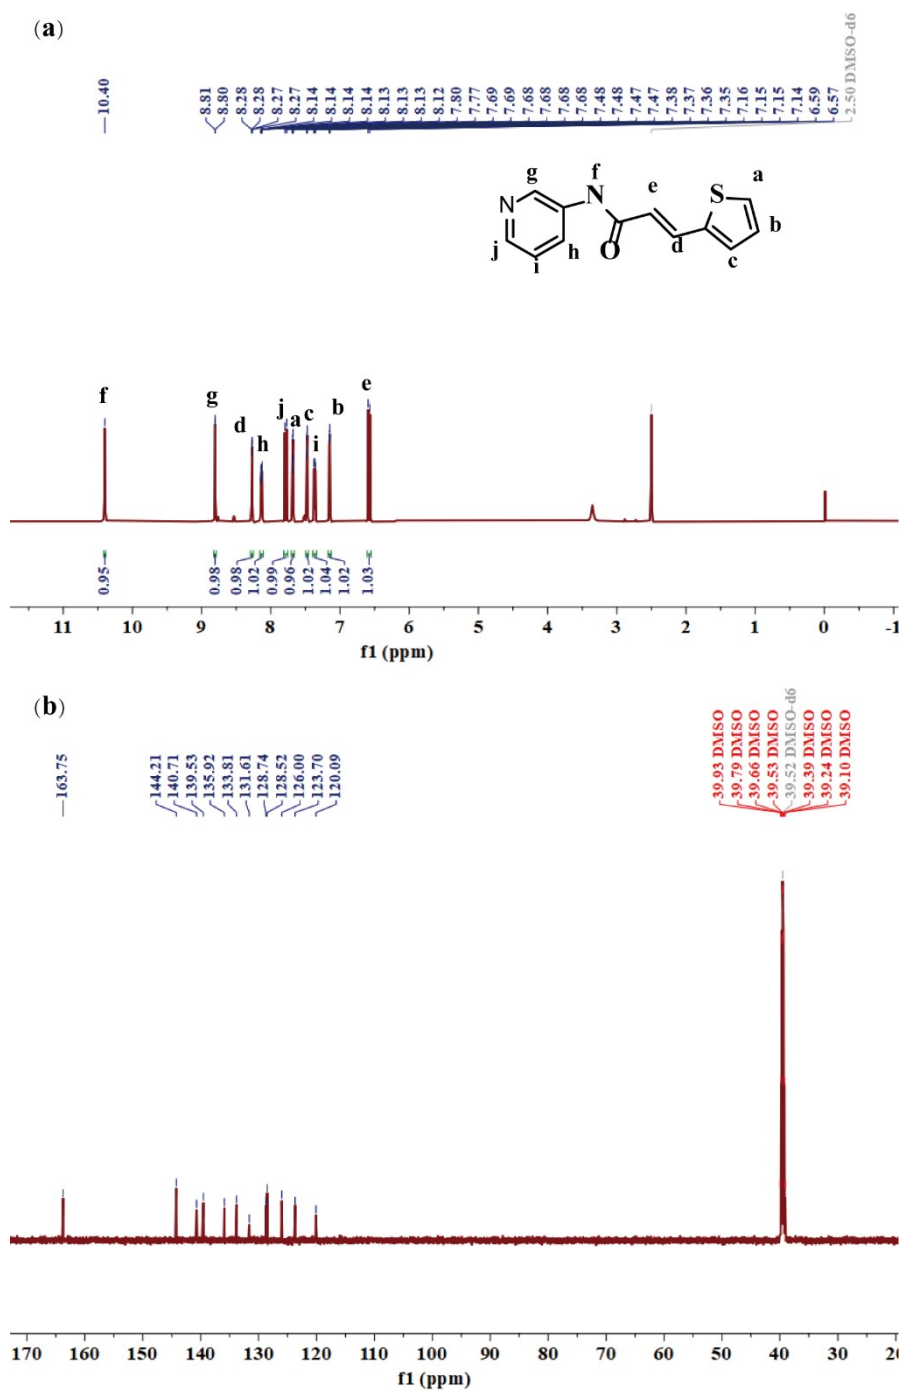 (a)
10.40
8.81
8.80
8.28
8.28
8.27
8.27
8.14
8.14
8.14
8.14
8.13
8.13
8.13
8.12
7.80
7.77
7.69
7.69
7.68
7.68
7.68
7.68
7.48
7.48
7.47
7.47
7.38
7.37
7.36
7.35
7.16
7.15
7.15
7.14
6.59
6.57
2.50 DMSO-d6
g
f
e
S
a
N
N
b
j
i
h
O
d
c
f
g
d
h
j
a
c
i
b
e
0.95
0.98
0.98
1.02
0.99
0.96
1.02
1.04
1.02
1.03
11 10 9 8 7 6 5 4 3 2 1 0 -1
f1 (ppm)
(b)
163.75
144.21
140.71
139.53
135.92
133.81
131.61
128.74
128.52
126.00
123.70
120.09
39.93 DMSO
39.79 DMSO
39.66 DMSO
39.53 DMSO
39.52 DMSO-d6
39.39 DMSO
39.24 DMSO
39.10 DMSO
170 160 150 140 130 120 110 100 90 80 70 60 50 40 30 20
f1 (ppm)